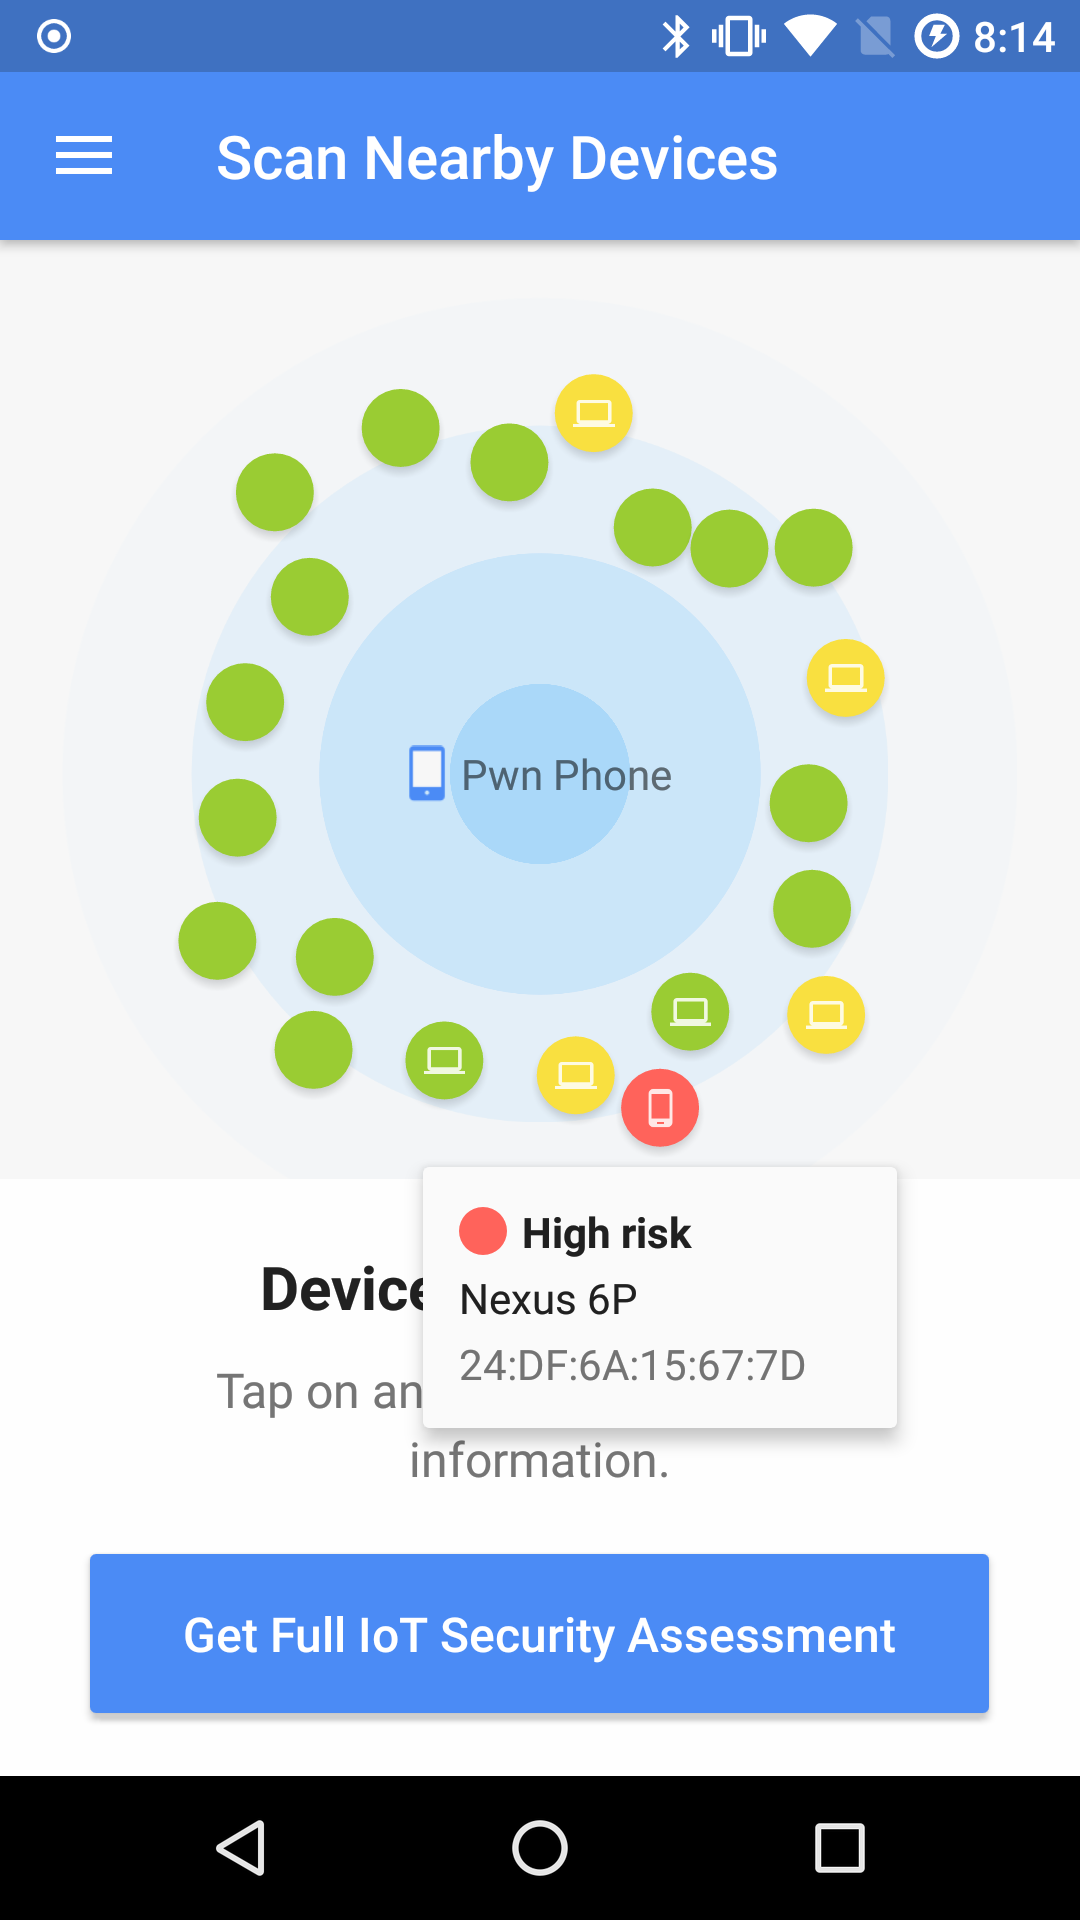 8:14
Scan Nearby Devices
Pwn Phone
High risk
Nexus 6P
24:DF:6A:15:67:7D
Tap on an
information.
Get Full IoT Security Assessment